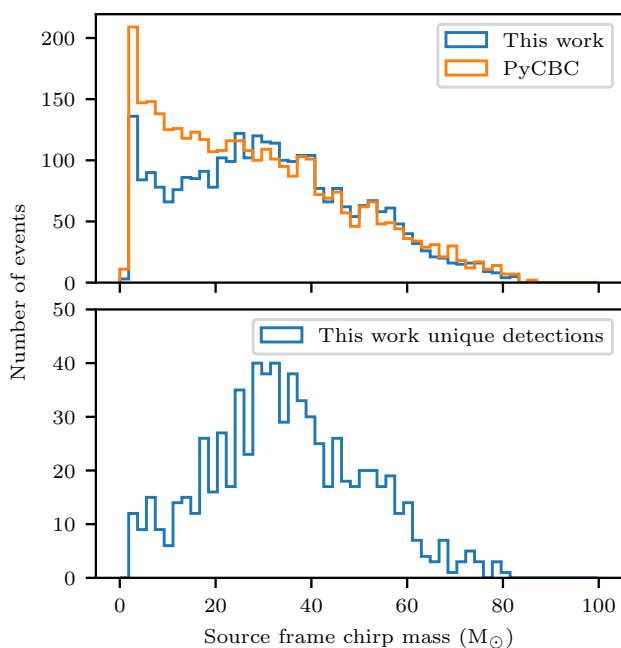 200
150
100
50
0
This work
PyCBC
Number of events
50
40
30
20
10
0
This work unique detections
0 20 40 60 80 100
Source frame chirp mass (M⊙)